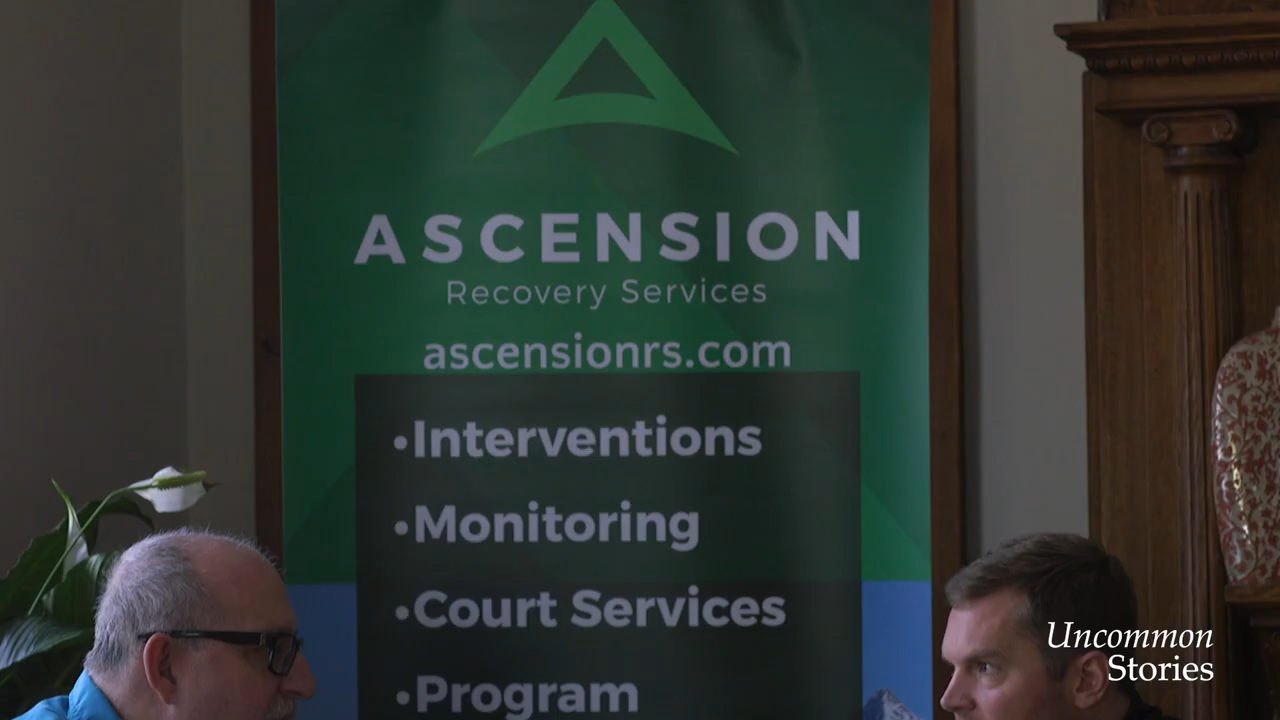 ASCENSION
Recovery Services
ascensionrs.com
•Interventions
•Monitoring
•Court Services
•Program
Uncommon
Stories